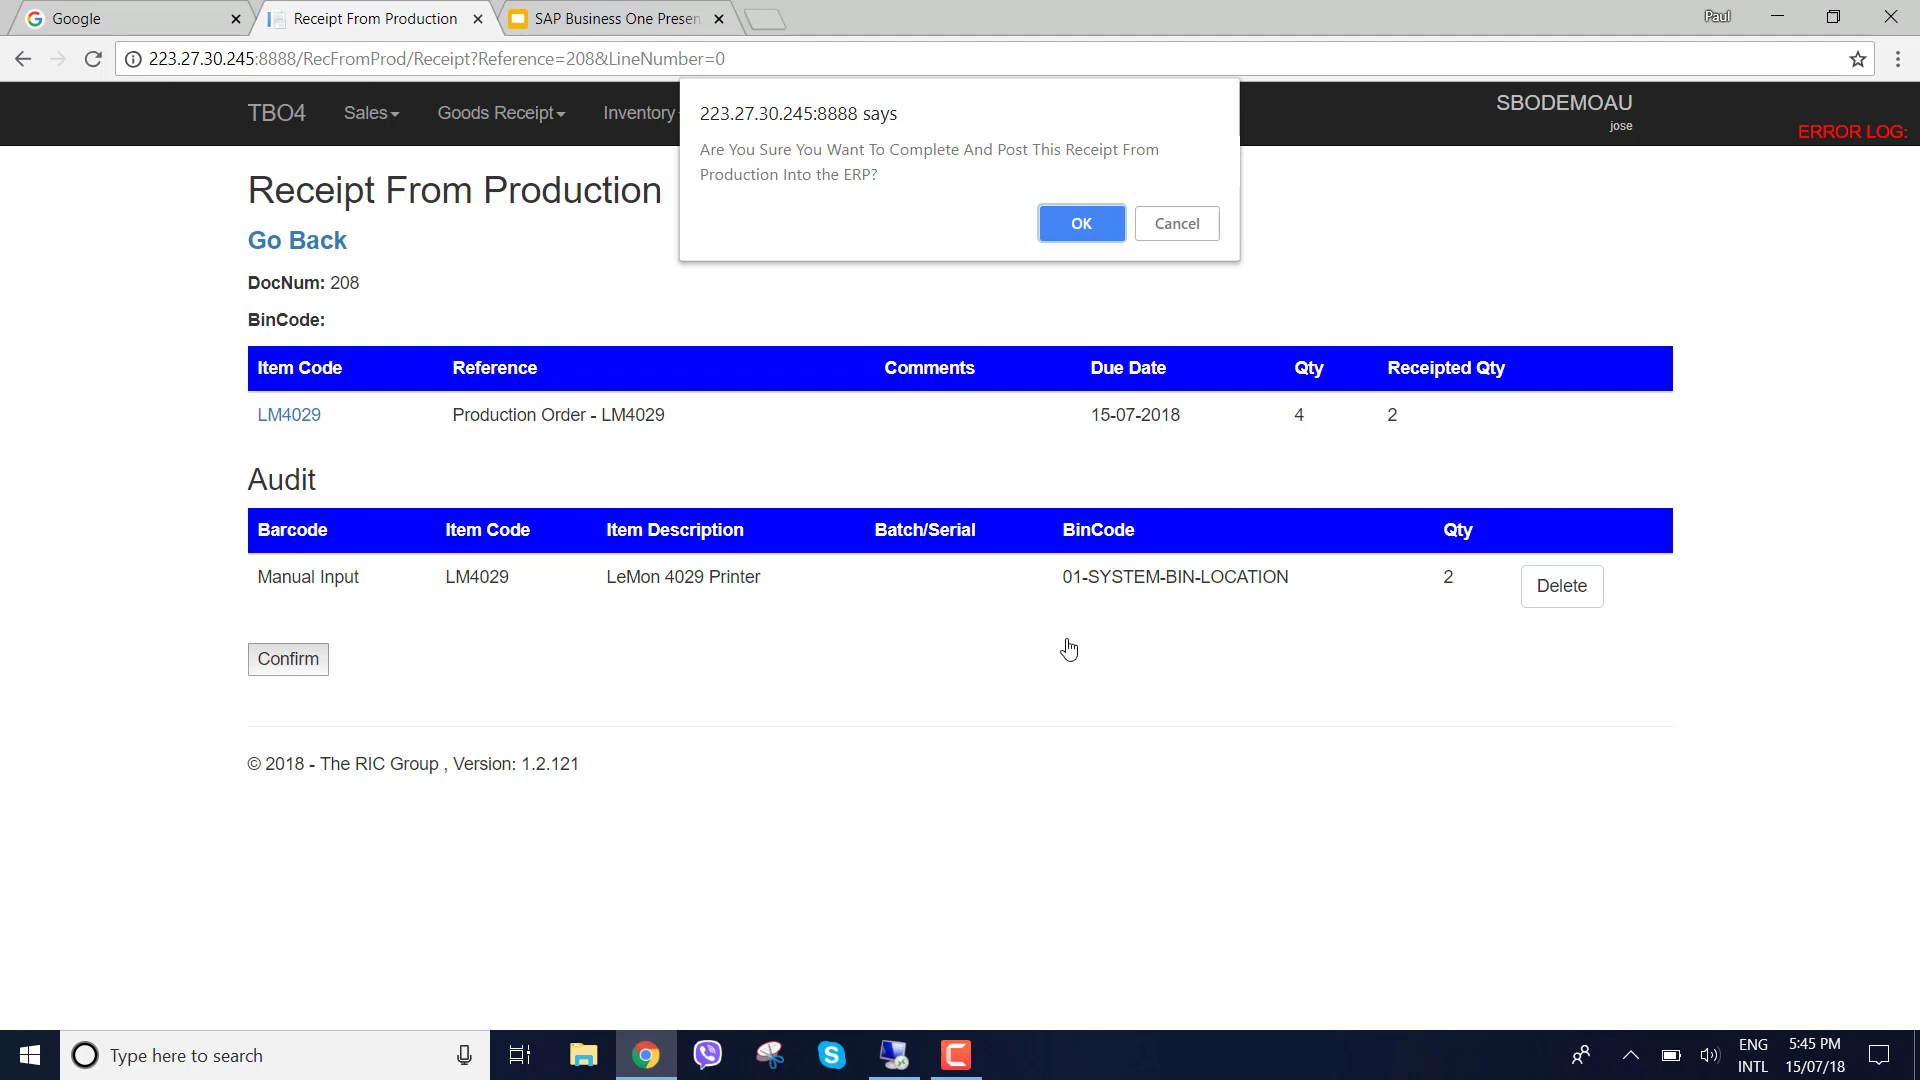 Google
Receipt From Production
SAP Business One Presen
Paul
223.27.30.245:8888/RecFromProd/Receipt?Reference=208&LineNumber=0
TBO4
Sales
Goods Receipt
Inventory
SBODEMOAU
jose
ERROR LOG:
223.27.30.245:8888 says
Are You Sure You Want To Complete And Post This Receipt From
Production Into the ERP?
OK
Cancel
Receipt From Production
Go Back
DocNum: 208
BinCode:
Item Code Reference Comments Due Date Qty Receipted Qty
LM4029 Production Order - LM4029 15-07-2018 4 2
Audit
Barcode Item Code Item Description Batch/Serial BinCode Qty
Manual Input LM4029 LeMon 4029 Printer 01-SYSTEM-BIN-LOCATION 2 Delete
Confirm
© 2018 - The RIC Group , Version: 1.2.121
Type here to search
ENG
INTL
5:45 PM
15/07/18